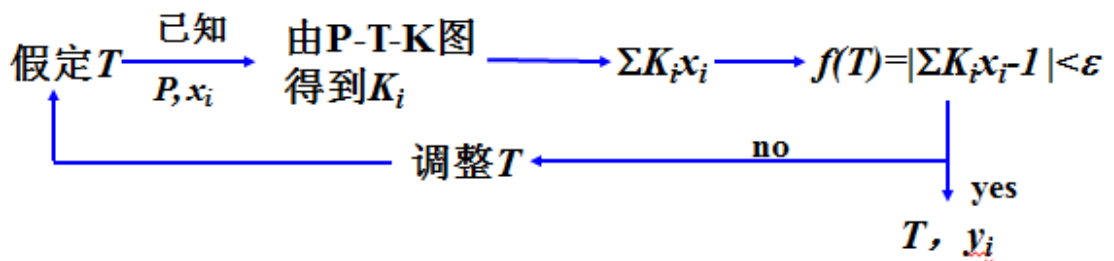 假定T
已知
P, xᵢ
由P-T-K图
得到Kᵢ
ΣKᵢxᵢ
f(T)=|ΣKᵢxᵢ-1|<ε
调整T
no
yes
T，yᵢ